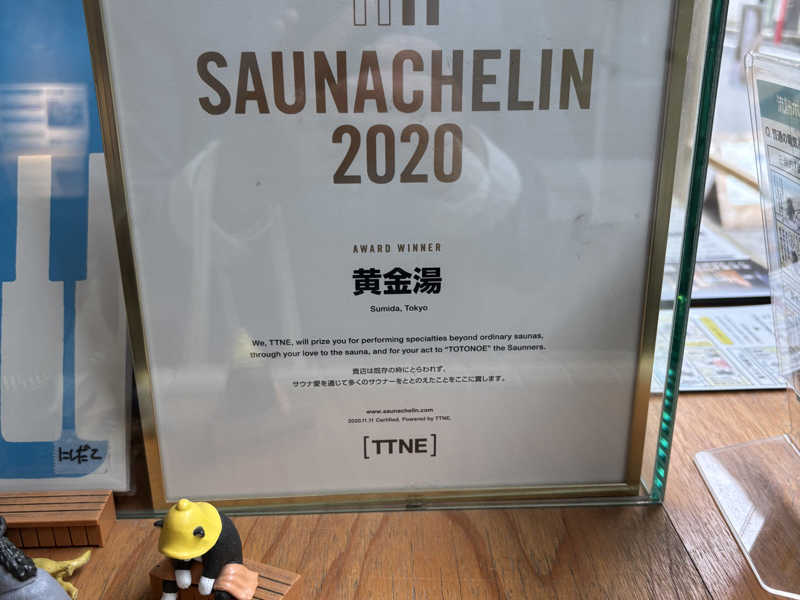 SAUNACHELIN
2020
AWARD WINNER
黄金湯
Sumida, Tokyo
We, TTNE, will prize you for performing specialties beyond ordinary saunas,
through your love to the sauna, and for your act to “TOTONOE” the Saunners.
貴店は既存の枠にとらわれず、
サウナ愛を通じて多くのサウナーをととのえたことをここに賞します。
www.saunachelin.com
2020.11.11 Certified. Powered by TTNE.
[TTNE]
にぱてこ